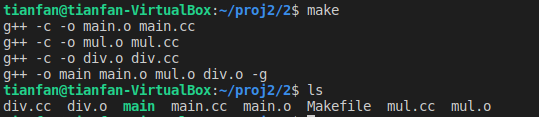 tianfan@tianfan-VirtualBox:~/proj2/2$ make
g++ -c -o main.o main.cc
g++ -c -o mul.o mul.cc
g++ -c -o div.o div.cc
g++ -o main main.o mul.o div.o -g
tianfan@tianfan-VirtualBox:~/proj2/2$ ls
div.cc  div.o  main  main.cc  main.o  Makefile  mul.cc  mul.o